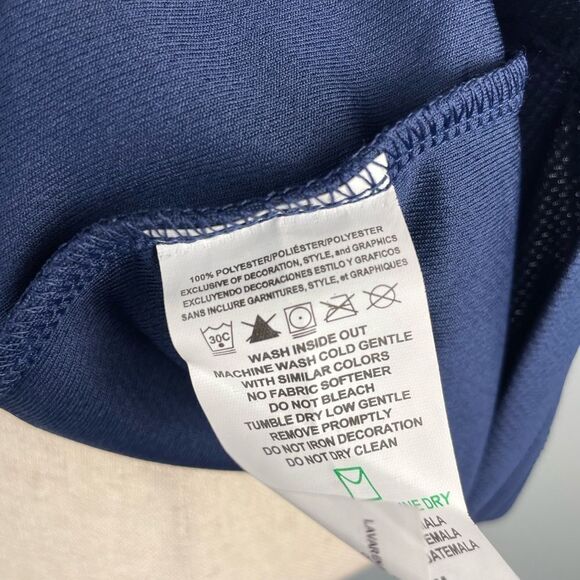 100% POLYESTER/POLIÉSTER/POLYESTER
EXCLUSIVE OF DECORATION, STYLE, and GRAPHICS
EXCLUYENDO DECORACIONES ESTILO Y GRAFICOS
SANS INCLURE GARNITURES, STYLE, et GRAPHIQUES
30C
WASH INSIDE OUT
MACHINE WASH COLD GENTLE
WITH SIMILAR COLORS
NO FABRIC SOFTENER
DO NOT BLEACH
TUMBLE DRY LOW GENTLE
REMOVE PROMPTLY
DO NOT IRON DECORATION
DO NOT DRY CLEAN
DRY